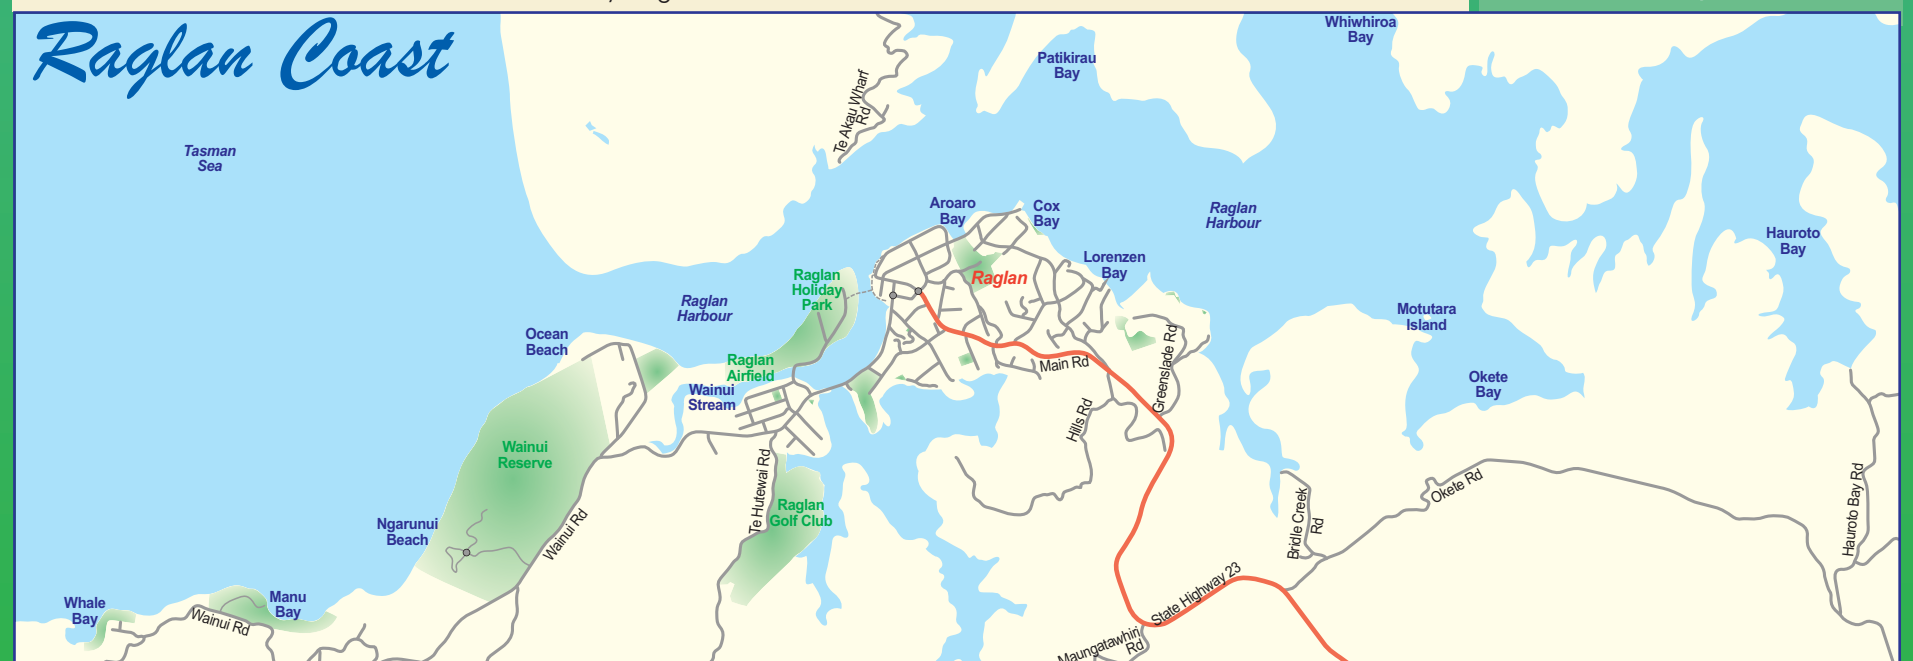 Raglan Coast
Whiwhiroa
Bay
Patikirau
Bay
Te Akau Wharf
Rd
Tasman
Sea
Aroaro
Bay
Cox
Bay
Raglan
Harbour
Hauroto
Bay
Lorenzen
Bay
Raglan
Raglan
Holiday
Park
Raglan
Harbour
Motutara
Island
Ocean
Beach
Raglan
Airfield
Main Rd
Greenslade Rd
Okete
Bay
Wainui
Stream
Hills Rd
Wainui
Reserve
Te Hutewai Rd
Raglan
Golf Club
Okete Rd
Bridle Creek
Rd
Hauroto Bay Rd
Ngarunui
Beach
Wainui Rd
State Highway 23
Whale
Bay
Manu
Bay
Wainui Rd
Maungatawhiri
Rd